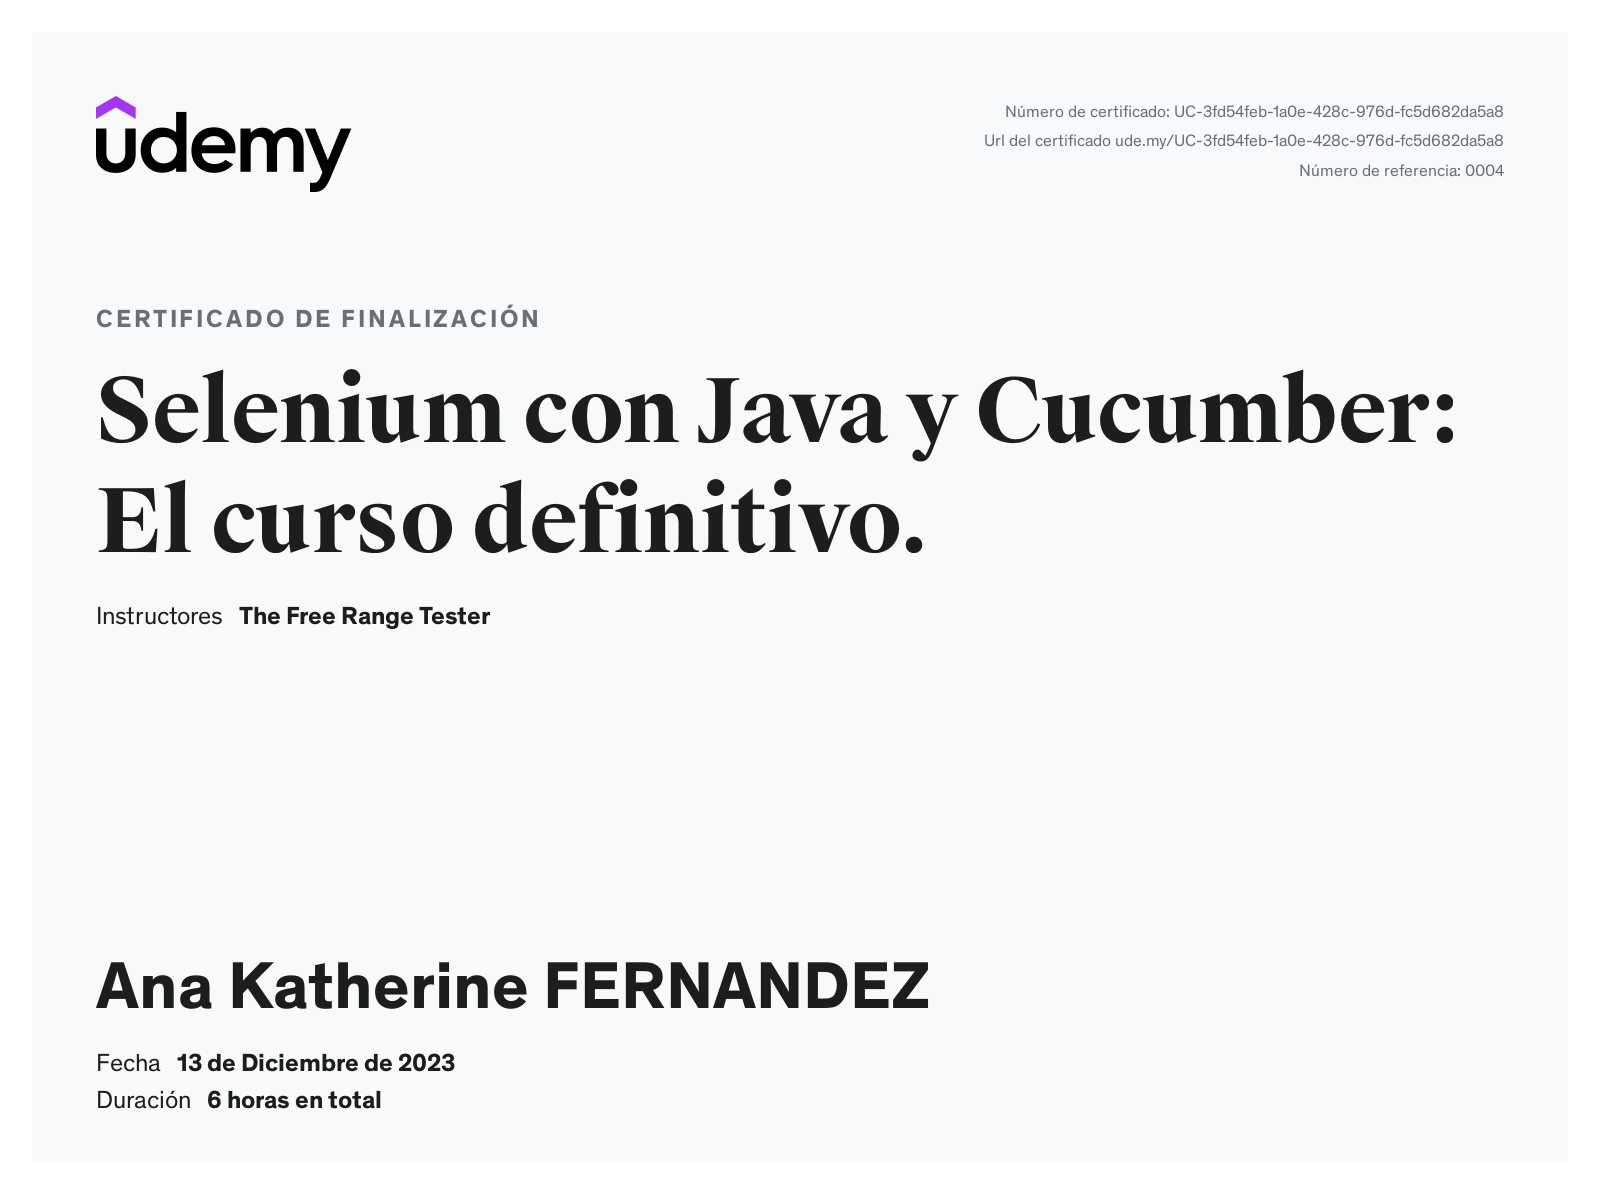 udemy
Número de certificado: UC-3fd54feb-1a0e-428c-976d-fc5d682da5a8
Url del certificado ude.my/UC-3fd54feb-1a0e-428c-976d-fc5d682da5a8
Número de referencia: 0004
CERTIFICADO DE FINALIZACIÓN
Selenium con Java y Cucumber:
El curso definitivo.
Instructores The Free Range Tester
Ana Katherine FERNANDEZ
Fecha 13 de Diciembre de 2023
Duración 6 horas en total